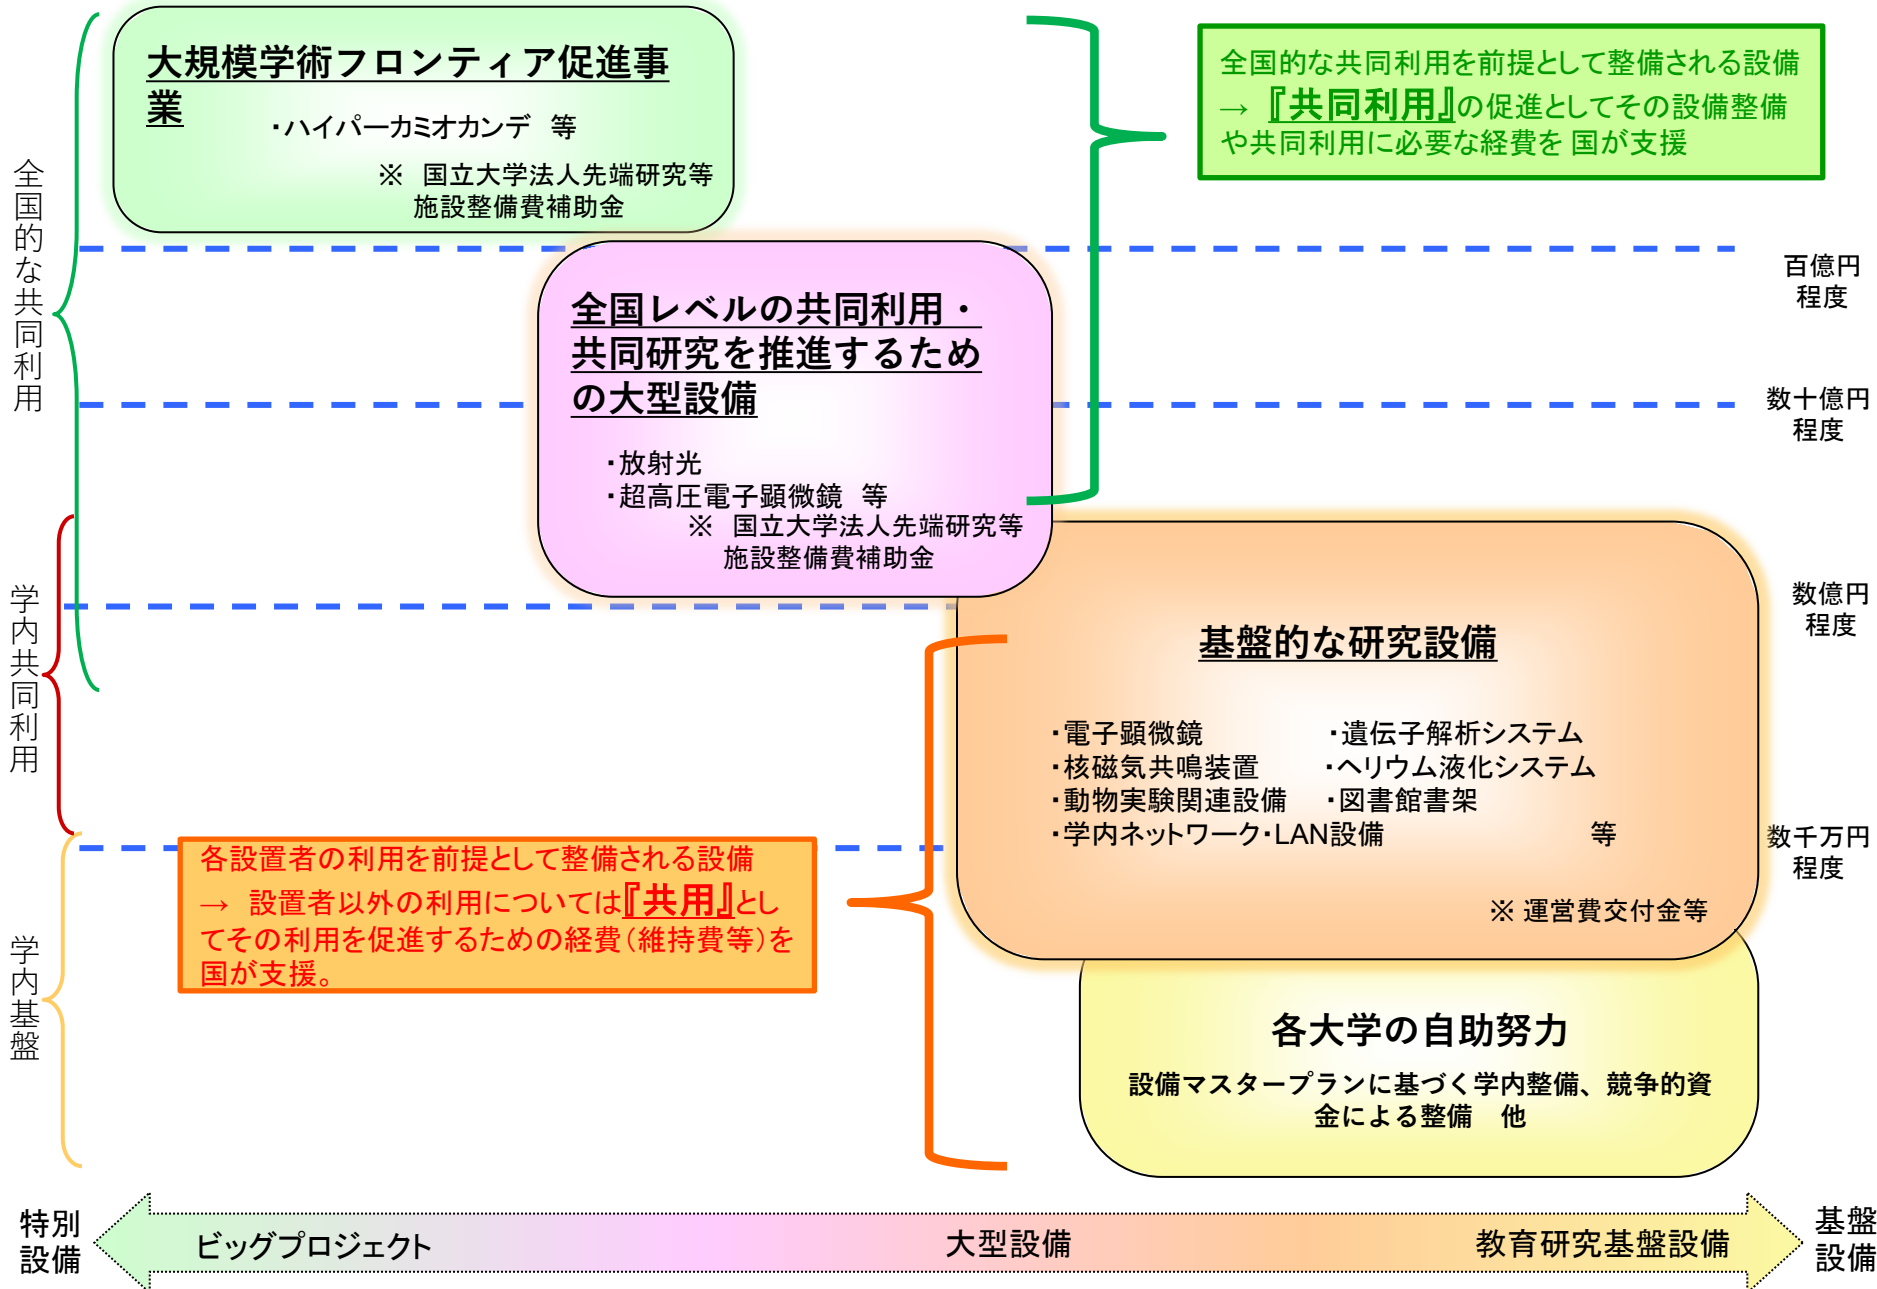 大規模学術フロンティア促進事
業
・ハイパーカミオカンデ　等
※　国立大学法人先端研究等
施設整備費補助金
全国的な共同利用を前提として整備される設備
→ 『共同利用』の促進としてその設備整備
や共同利用に必要な経費を 国が支援
全国的な共同利用
百億円
程度
全国レベルの共同利用・
共同研究を推進するため
の大型設備
・放射光
・超高圧電子顕微鏡　等
※　国立大学法人先端研究等
施設整備費補助金
数十億円
程度
学内共同利用
数億円
程度
基盤的な研究設備
・電子顕微鏡　・遺伝子解析システム
・核磁気共鳴装置　・ヘリウム液化システム
・動物実験関連設備　・図書館書架
・学内ネットワーク・LAN設備　等
※ 運営費交付金等
数千万円
程度
各設置者の利用を前提として整備される設備
→　設置者以外の利用については『共用』とし
てその利用を促進するための経費（維持費等）を
国が支援。
学内基盤
各大学の自助努力
設備マスタープランに基づく学内整備、競争的資
金による整備　他
特別
設備
ビッグプロジェクト
大型設備
教育研究基盤設備
基盤
設備